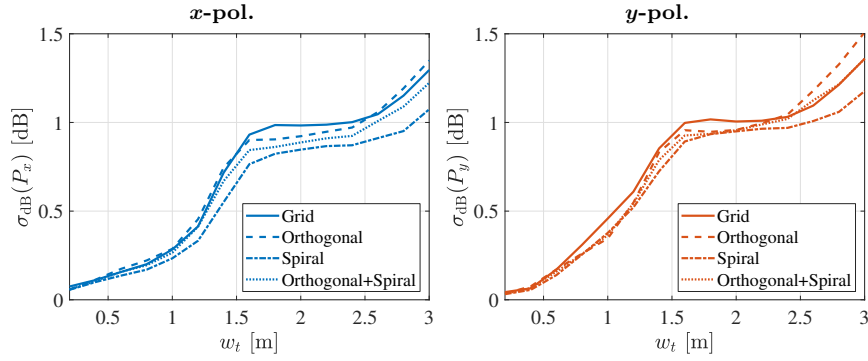 x-pol.
1.5
1
0.5
0
σdB(Px) [dB]
0.5
1
1.5
2
2.5
3
wt [m]
Grid
Orthogonal
Spiral
Orthogonal+Spiral
y-pol.
1.5
1
0.5
0
σdB(Py) [dB]
0.5
1
1.5
2
2.5
3
wt [m]
Grid
Orthogonal
Spiral
Orthogonal+Spiral